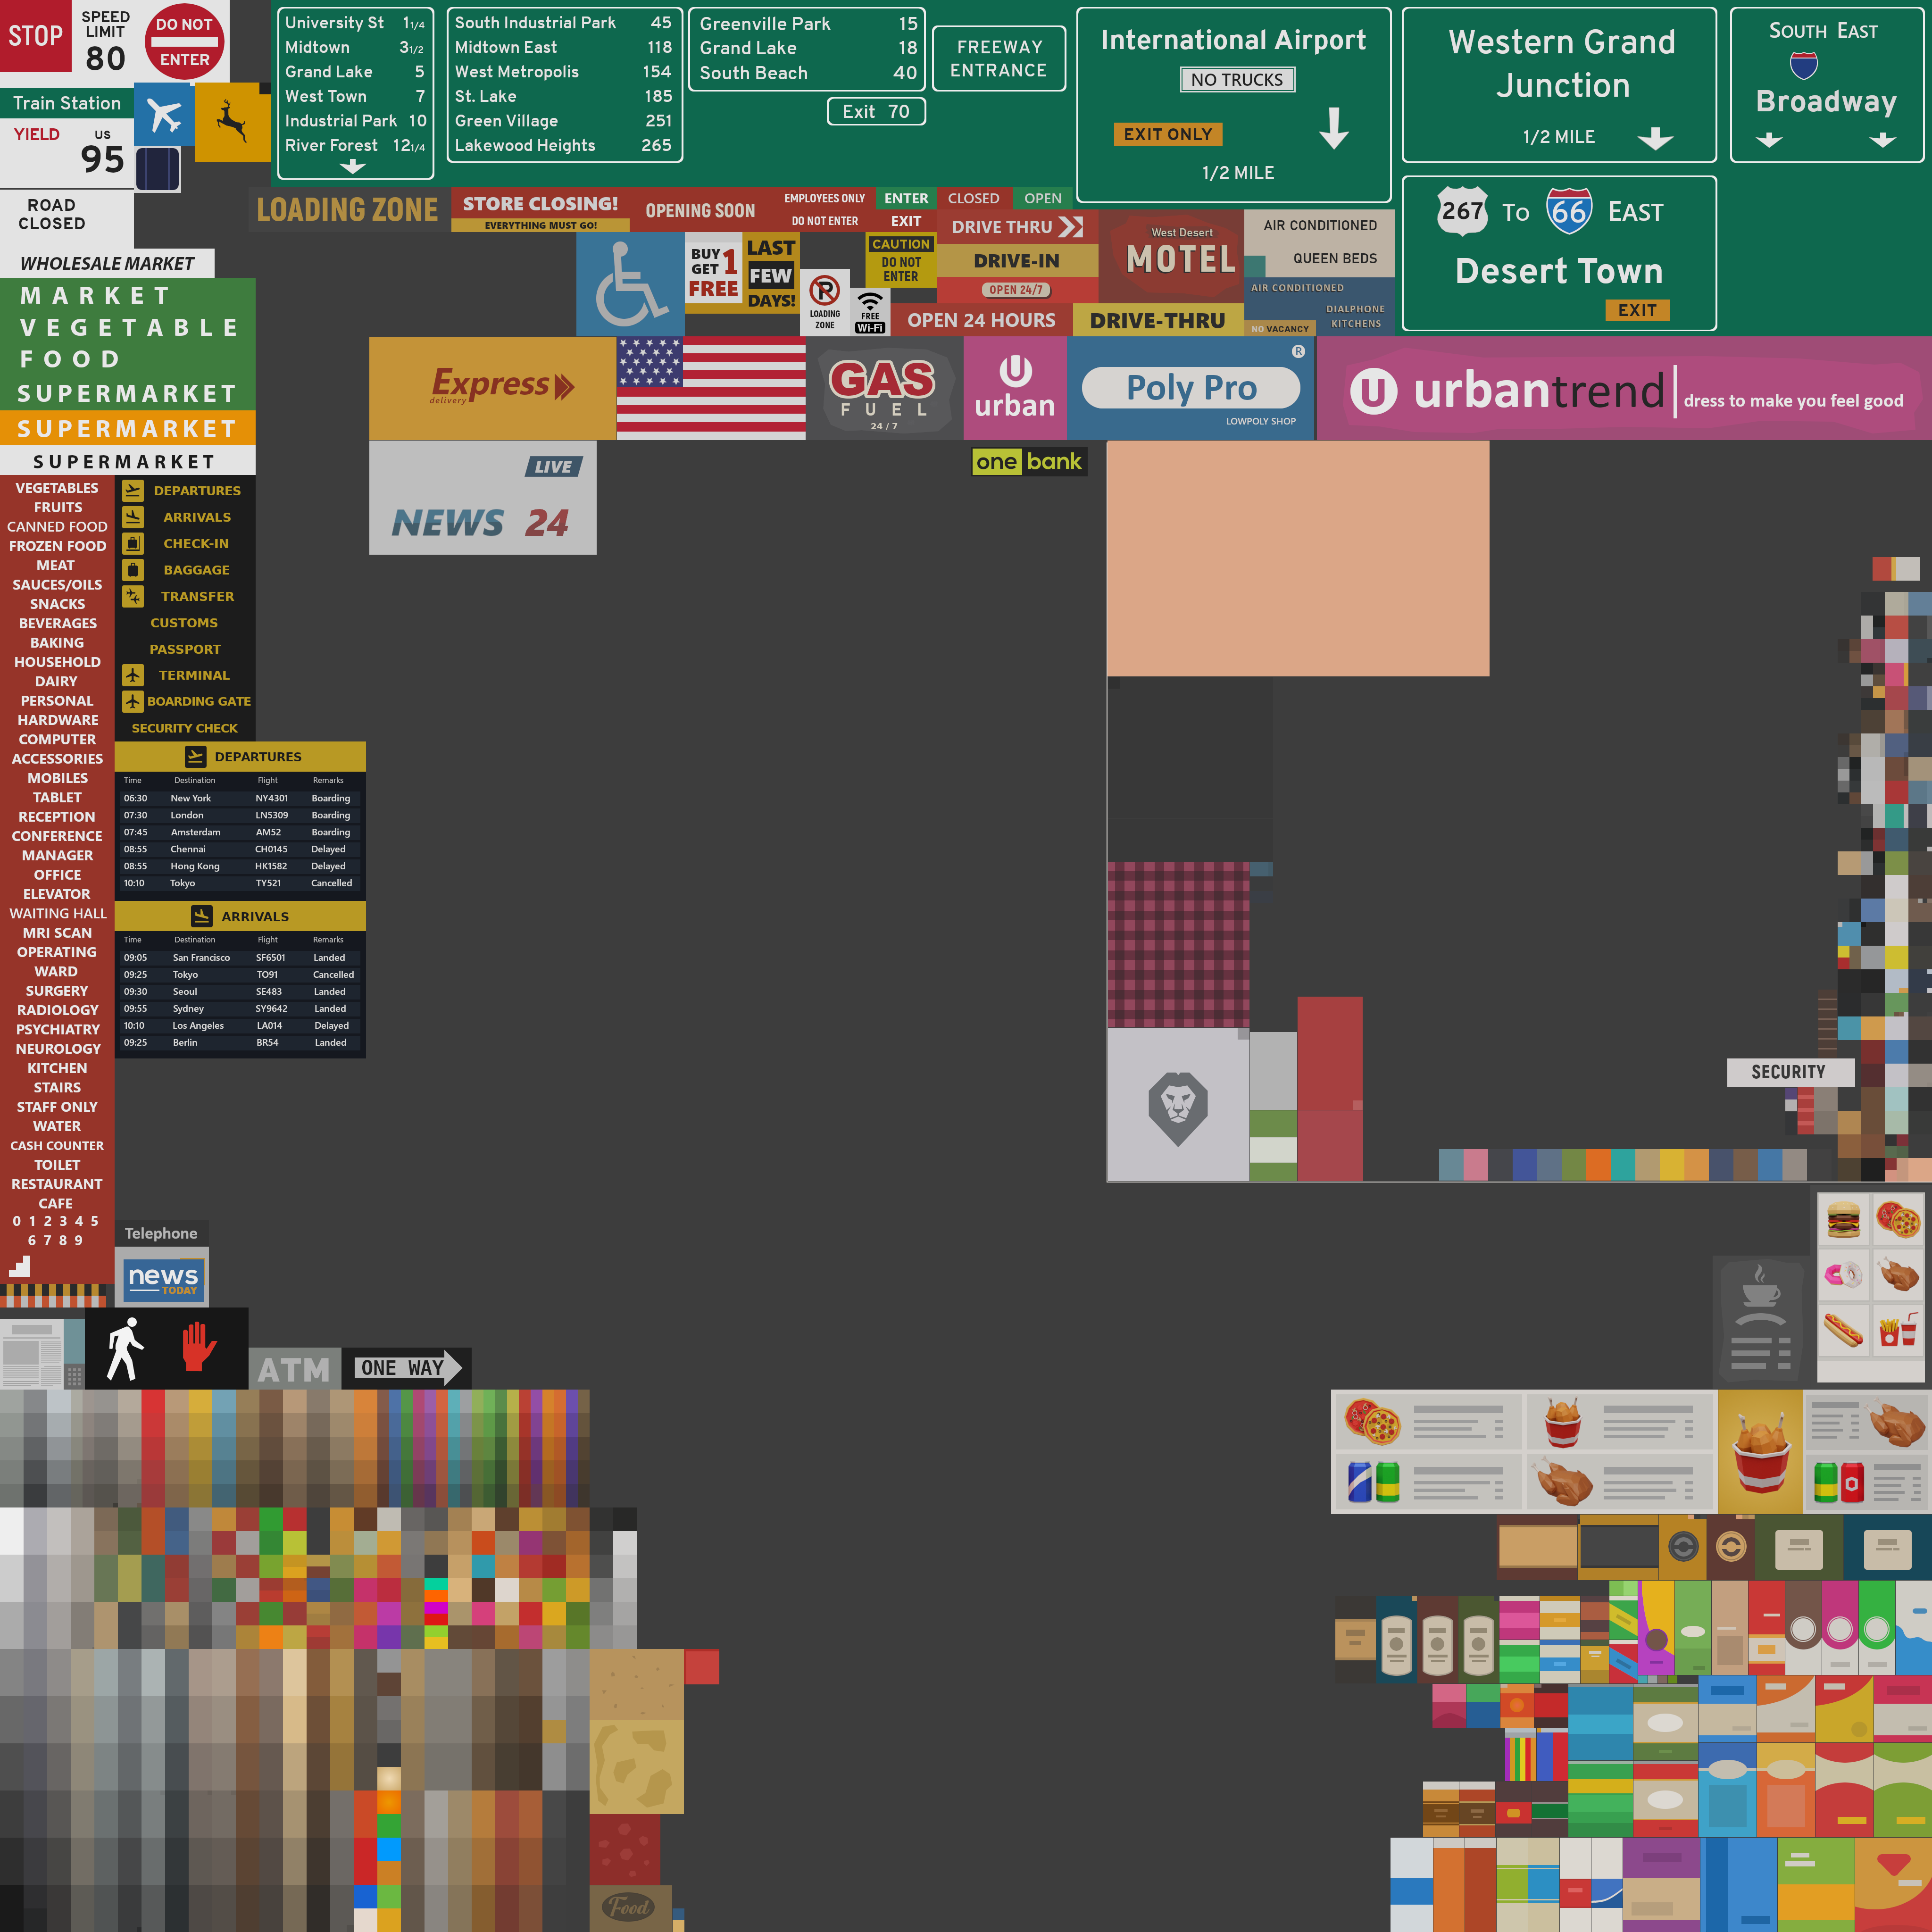 STOP
SPEED
LIMIT
80
DO NOT
ENTER
Train Station
YIELD
US
95
ROAD
CLOSED
WHOLESALE MARKET
MARKET
VEGETABLE
FOOD
SUPERMARKET
SUPERMARKET
SUPERMARKET
University St 1 1/4
Midtown 3 1/2
Grand Lake 5
West Town 7
Industrial Park 10
River Forest 12 1/4
South Industrial Park 45
Midtown East 118
West Metropolis 154
St. Lake 185
Green Village 251
Lakewood Heights 265
Greenville Park 15
Grand Lake 18
South Beach 40
Exit 70
FREEWAY
ENTRANCE
International Airport
NO TRUCKS
EXIT ONLY
1/2 MILE
Western Grand
Junction
1/2 MILE
SOUTH EAST
Broadway
267 To 66 EAST
Desert Town
EXIT
LOADING ZONE
STORE CLOSING!
EVERYTHING MUST GO!
OPENING SOON
EMPLOYEES ONLY
DO NOT ENTER
ENTER
EXIT
CLOSED
OPEN
BUY 1
GET
FREE
LAST
FEW
DAYS!
P
LOADING
ZONE
FREE
Wi-Fi
CAUTION
DO NOT
ENTER
DRIVE THRU
DRIVE-IN
OPEN 24/7
OPEN 24 HOURS
DRIVE-THRU
West Desert
MOTEL
AIR CONDITIONED
QUEEN BEDS
AIR CONDITIONED
DIALPHONE
KITCHENS
NO VACANCY
Express
delivery
GAS
FUEL
24 / 7
urban
Poly Pro
®
LOWPOLY SHOP
urbantrend
dress to make you feel good
LIVE
NEWS 24
one bank
VEGETABLES
FRUITS
CANNED FOOD
FROZEN FOOD
MEAT
SAUCES/OILS
SNACKS
BEVERAGES
BAKING
HOUSEHOLD
DAIRY
PERSONAL
HARDWARE
COMPUTER
ACCESSORIES
MOBILES
TABLET
RECEPTION
CONFERENCE
MANAGER
OFFICE
ELEVATOR
WAITING HALL
MRI SCAN
OPERATING
WARD
SURGERY
RADIOLOGY
PSYCHIATRY
NEUROLOGY
KITCHEN
STAIRS
STAFF ONLY
WATER
CASH COUNTER
TOILET
RESTAURANT
CAFE
0 1 2 3 4 5
6 7 8 9
DEPARTURES
ARRIVALS
CHECK-IN
BAGGAGE
TRANSFER
CUSTOMS
PASSPORT
TERMINAL
BOARDING GATE
SECURITY CHECK
DEPARTURES
Time Destination Flight Remarks
06:30 New York NY4301 Boarding
07:30 London LN5309 Boarding
07:45 Amsterdam AM52 Boarding
08:55 Chennai CH0145 Delayed
08:55 Hong Kong HK1582 Delayed
10:10 Tokyo TY521 Cancelled
ARRIVALS
Time Destination Flight Remarks
09:05 San Francisco SF6501 Landed
09:25 Tokyo TO91 Cancelled
09:30 Seoul SE483 Landed
09:55 Sydney SY9642 Landed
10:10 Los Angeles LA014 Delayed
09:25 Berlin BR54 Landed
SECURITY
Telephone
news
TODAY
ATM
ONE WAY
Food